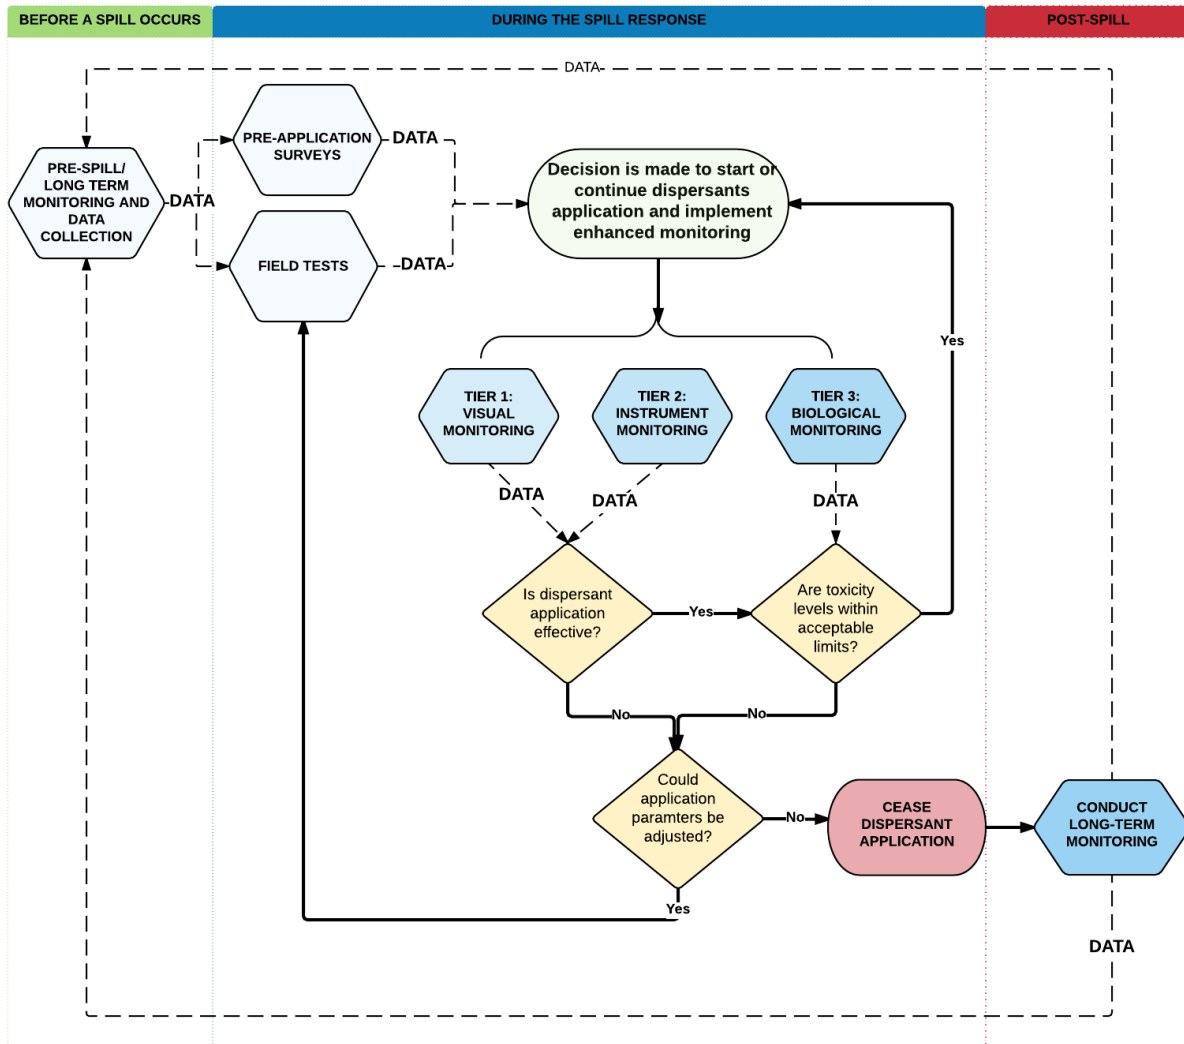 BEFORE A SPILL OCCURS
DURING THE SPILL RESPONSE
POST-SPILL
DATA
PRE-SPILL/
LONG TERM
MONITORING AND
DATA
COLLECTION
DATA
PRE-APPLICATION
SURVEYS
DATA
FIELD TESTS
DATA
Decision is made to start or
continue dispersants
application and implement
enhanced monitoring
Yes
TIER 1:
VISUAL
MONITORING
TIER 2:
INSTRUMENT
MONITORING
TIER 3:
BIOLOGICAL
MONITORING
DATA
DATA
DATA
Is dispersant
application
effective?
Yes
Are toxicity
levels within
acceptable
limits?
No
No
Could
application
paramters be
adjusted?
No
CEASE
DISPERSANT
APPLICATION
CONDUCT
LONG-TERM
MONITORING
Yes
DATA